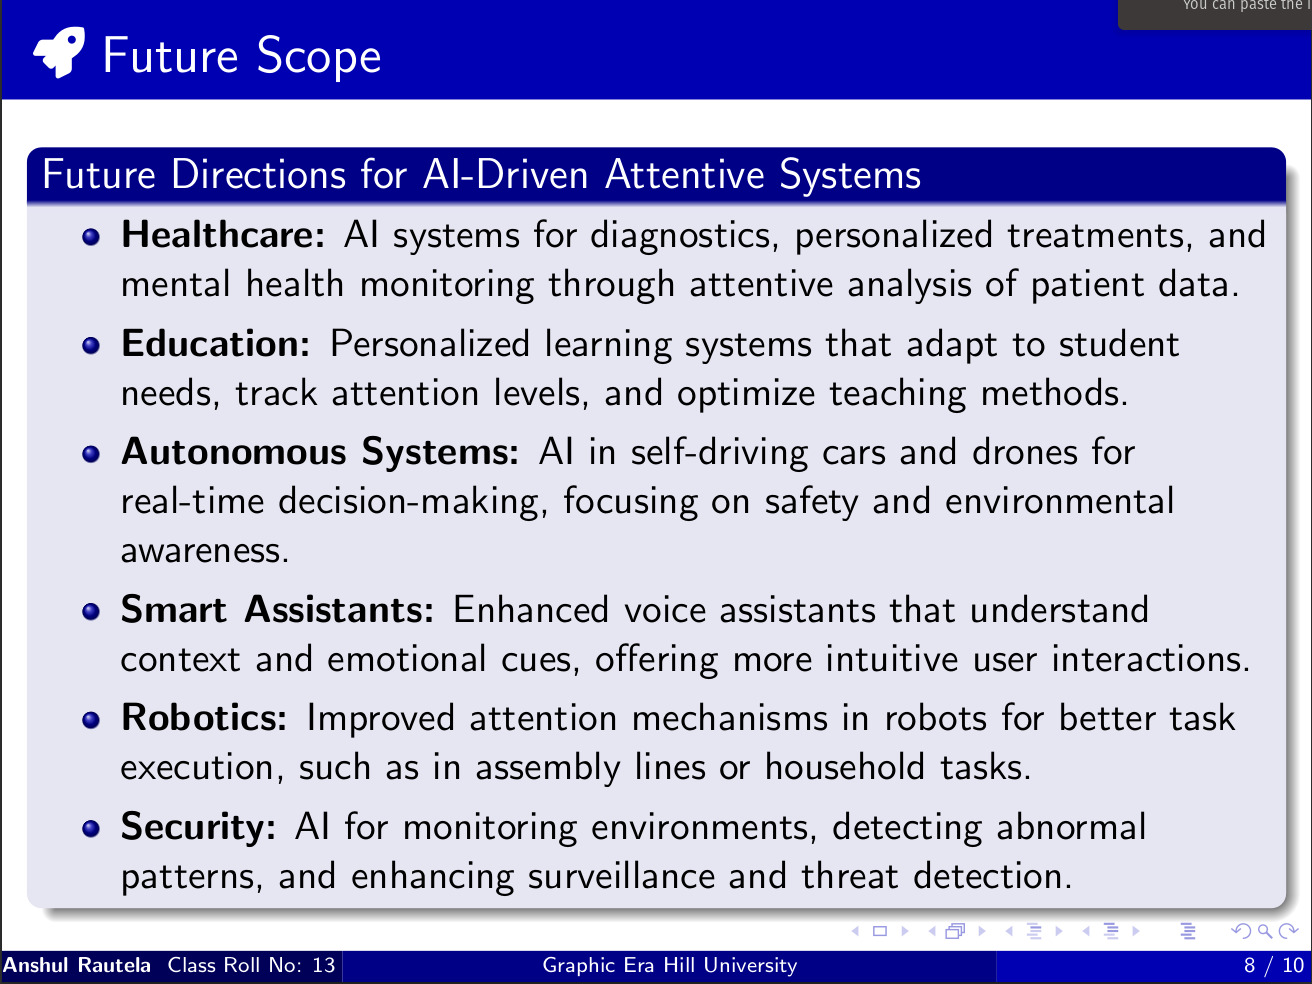 You can paste the
Future Scope
Future Directions for AI-Driven Attentive Systems
Healthcare: AI systems for diagnostics, personalized treatments, and
mental health monitoring through attentive analysis of patient data.
Education: Personalized learning systems that adapt to student
needs, track attention levels, and optimize teaching methods.
Autonomous Systems: AI in self-driving cars and drones for
real-time decision-making, focusing on safety and environmental
awareness.
Smart Assistants: Enhanced voice assistants that understand
context and emotional cues, offering more intuitive user interactions.
Robotics: Improved attention mechanisms in robots for better task
execution, such as in assembly lines or household tasks.
Security: AI for monitoring environments, detecting abnormal
patterns, and enhancing surveillance and threat detection.
Anshul Rautela Class Roll No: 13 Graphic Era Hill University 8 / 10